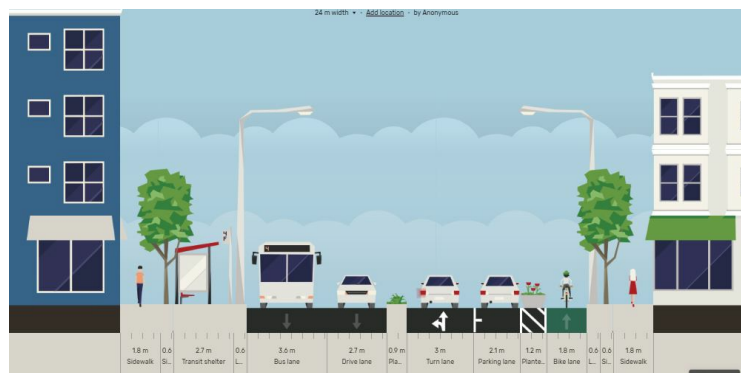 24 m width ▾ · Add location · by Anonymous
1.8 m 0.6 2.7 m 0.6 3.6 m 2.7 m 0.9 m 3 m 2.1 m 1.2 m 1.8 m 0.6 0.6 1.8 m
Sidewalk Si... Transit shelter L... Bus lane Drive lane Pla... Turn lane Parking lane Plante... Bike lane L... Si... Sidewalk